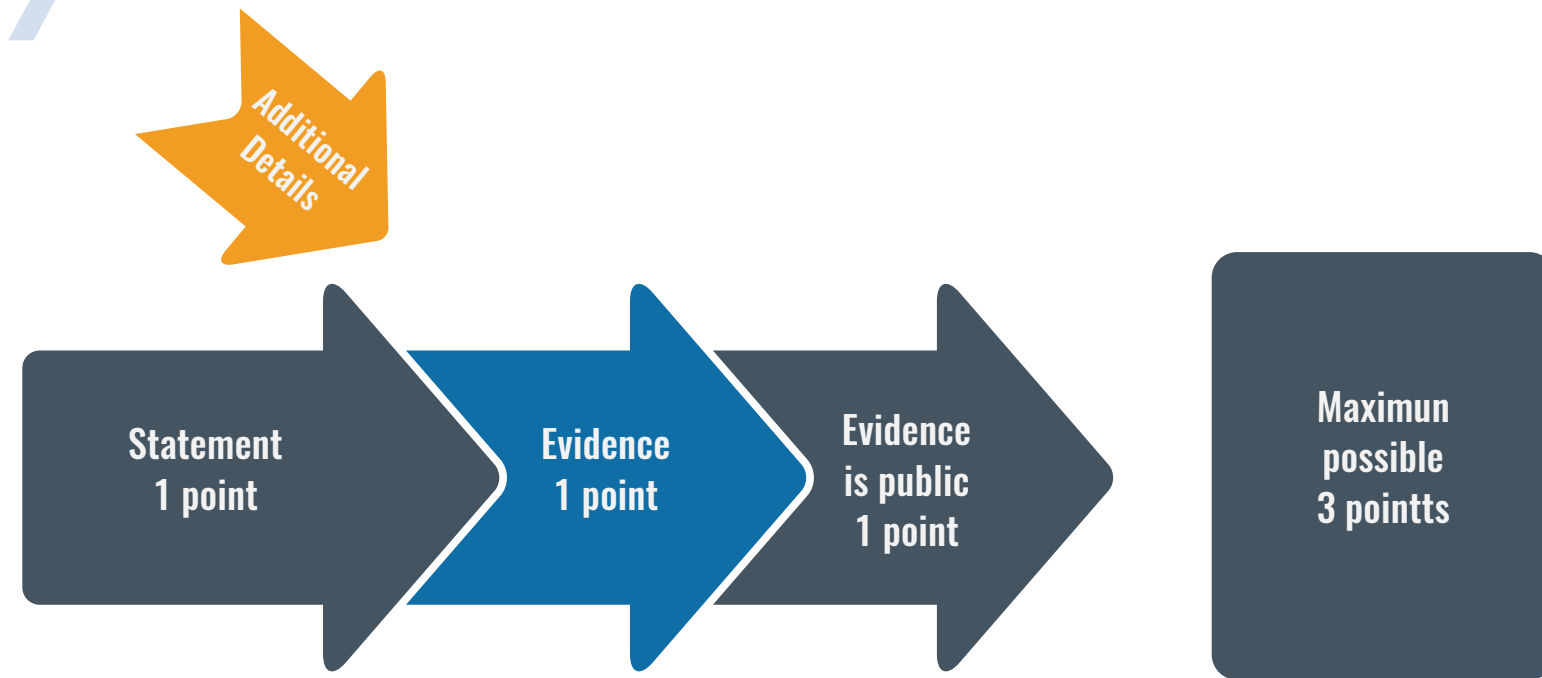 Additional
Details
Statement
1 point
Evidence
1 point
Evidence
is public
1 point
Maximun
possible
3 pointts